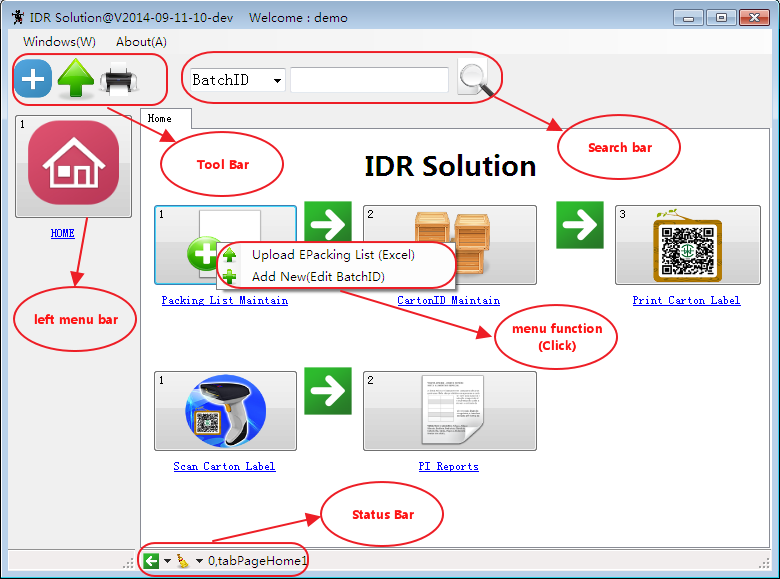 IDR Solution@V2014-09-11-10-dev Welcome : demo
Windows(W) About(A)
BatchID
Search bar
Tool Bar
1
HOME
left menu bar
Home
IDR Solution
1
2
3
Upload EPacking List (Excel)
Add New(Edit BatchID)
Packing List Maintain
CartonID Maintain
Print Carton Label
menu function
(Click)
1
2
Scan Carton Label
PI Reports
Status Bar
0,tabPageHome1